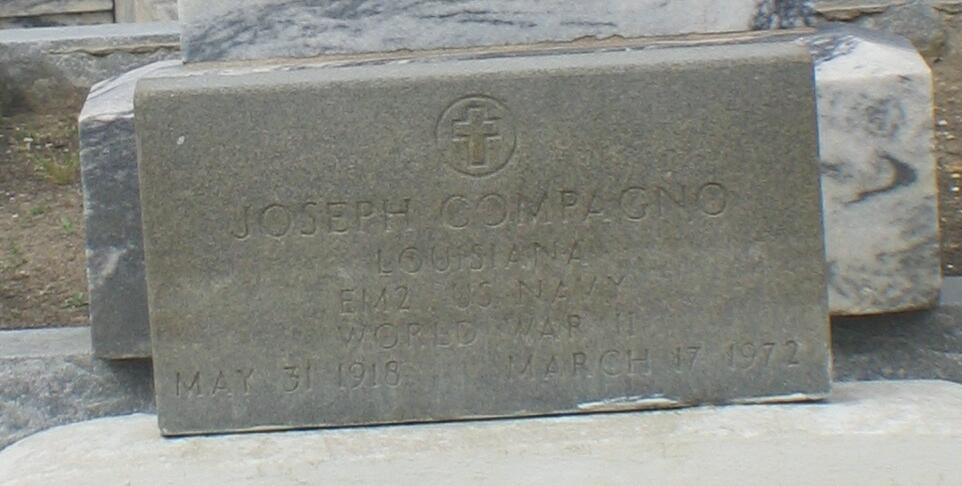 JOSEPH COMPAGNO
LOUISIANA
EM2 US NAVY
WORLD WAR II
MAY 31 1918 MARCH 17 1972